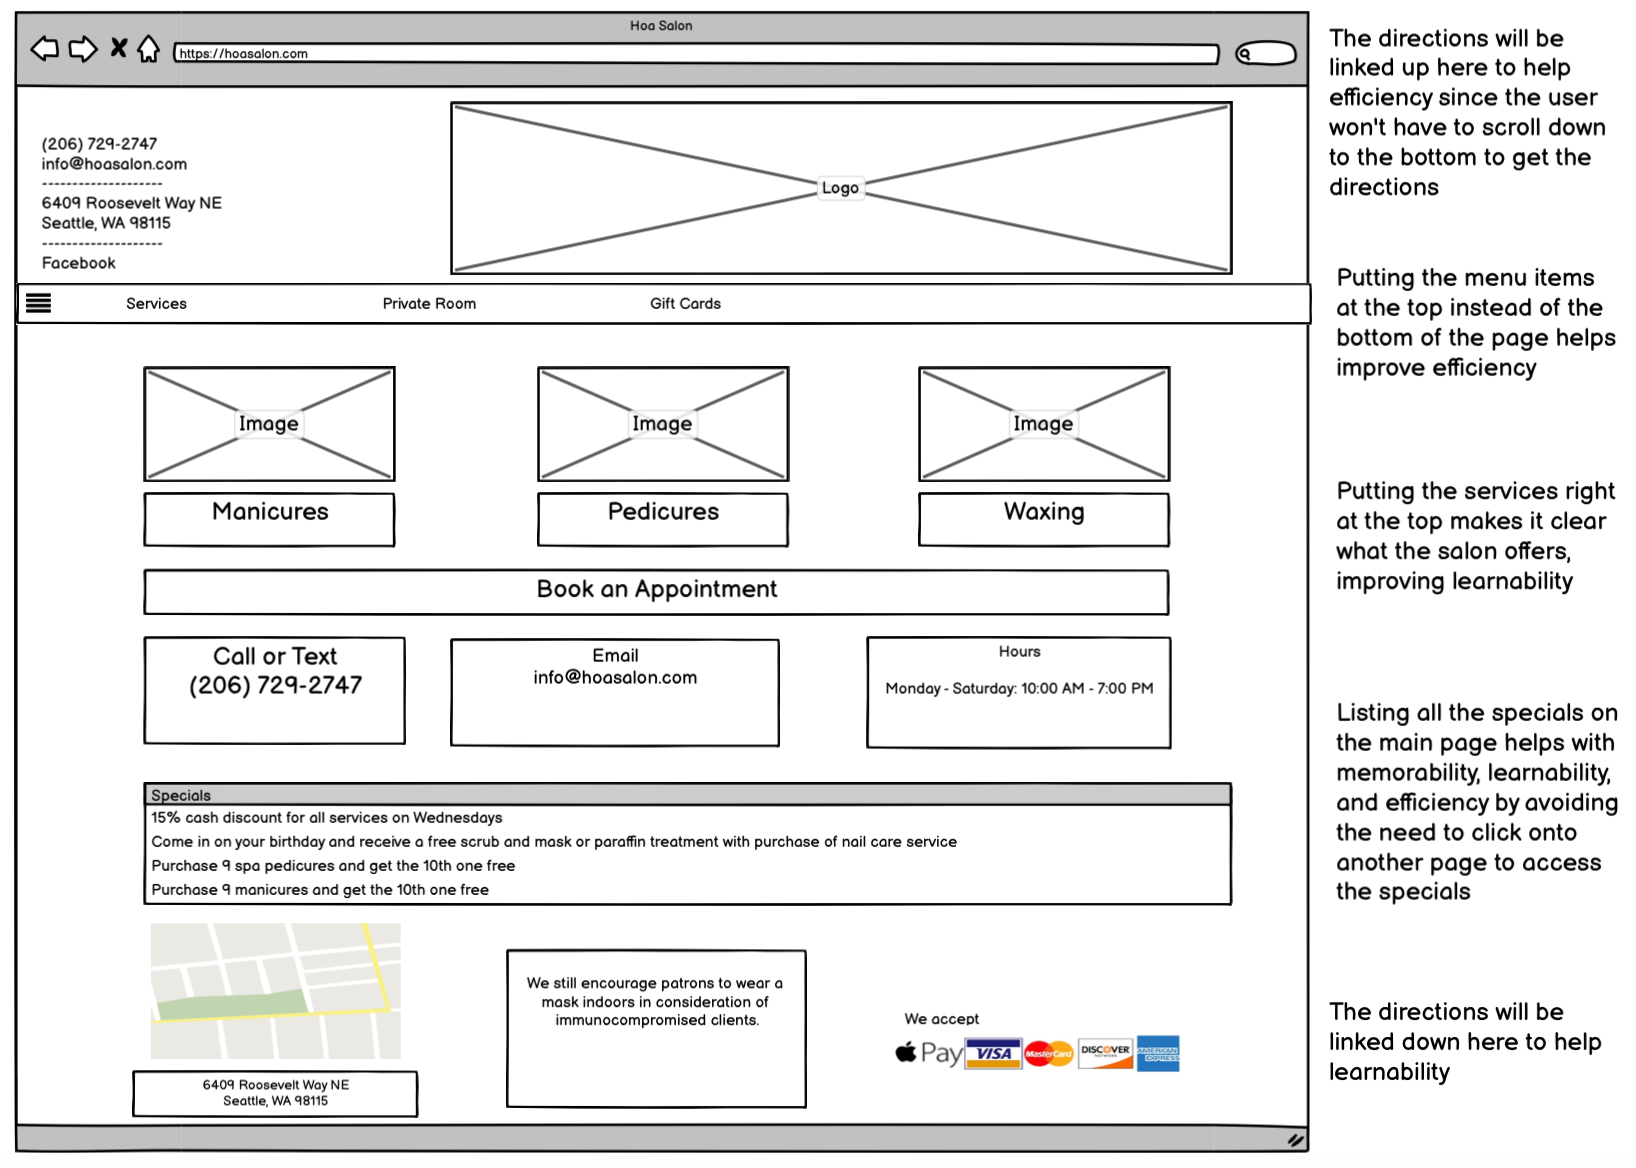 Hoa Salon
https://hoasalon.com
(206) 729-2747
info@hoasalon.com
--------------------
6409 Roosevelt Way NE
Seattle, WA 98115
--------------------
Facebook
Logo
Services
Private Room
Gift Cards
Image
Image
Image
Manicures
Pedicures
Waxing
Book an Appointment
Call or Text
(206) 729-2747
Email
info@hoasalon.com
Hours
Monday - Saturday: 10:00 AM - 7:00 PM
Specials
15% cash discount for all services on Wednesdays
Come in on your birthday and receive a free scrub and mask or paraffin treatment with purchase of nail care service
Purchase 9 spa pedicures and get the 10th one free
Purchase 9 manicures and get the 10th one free
6409 Roosevelt Way NE
Seattle, WA 98115
We still encourage patrons to wear a
mask indoors in consideration of
immunocompromised clients.
We accept
Pay
VISA
MasterCard
DISCOVER
NETWORK
AMERICAN
EXPRESS
The directions will be
linked up here to help
efficiency since the user
won't have to scroll down
to the bottom to get the
directions
Putting the menu items
at the top instead of the
bottom of the page helps
improve efficiency
Putting the services right
at the top makes it clear
what the salon offers,
improving learnability
Listing all the specials on
the main page helps with
memorability, learnability,
and efficiency by avoiding
the need to click onto
another page to access
the specials
The directions will be
linked down here to help
learnability